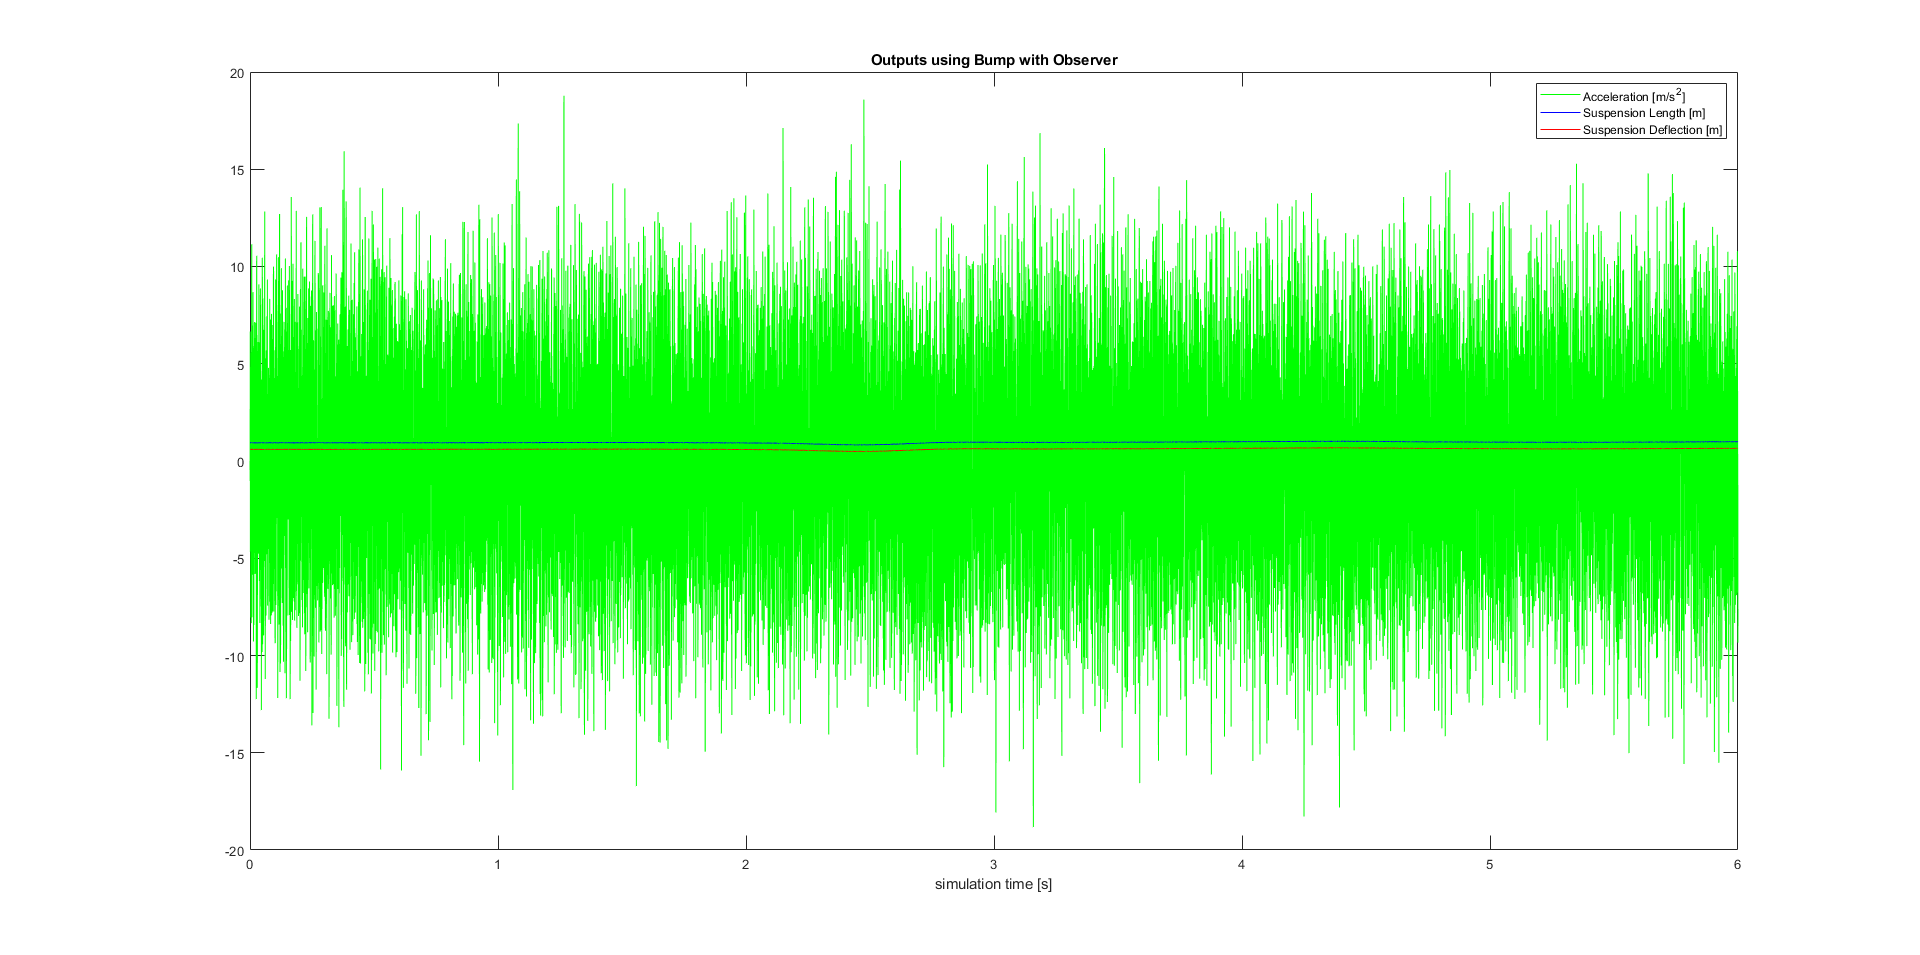 Outputs using Bump with Observer
20
15
10
5
0
-5
-10
-15
-20
Acceleration [m/s²]
Suspension Length [m]
Suspension Deflection [m]
0 1 2 3 4 5 6
simulation time [s]